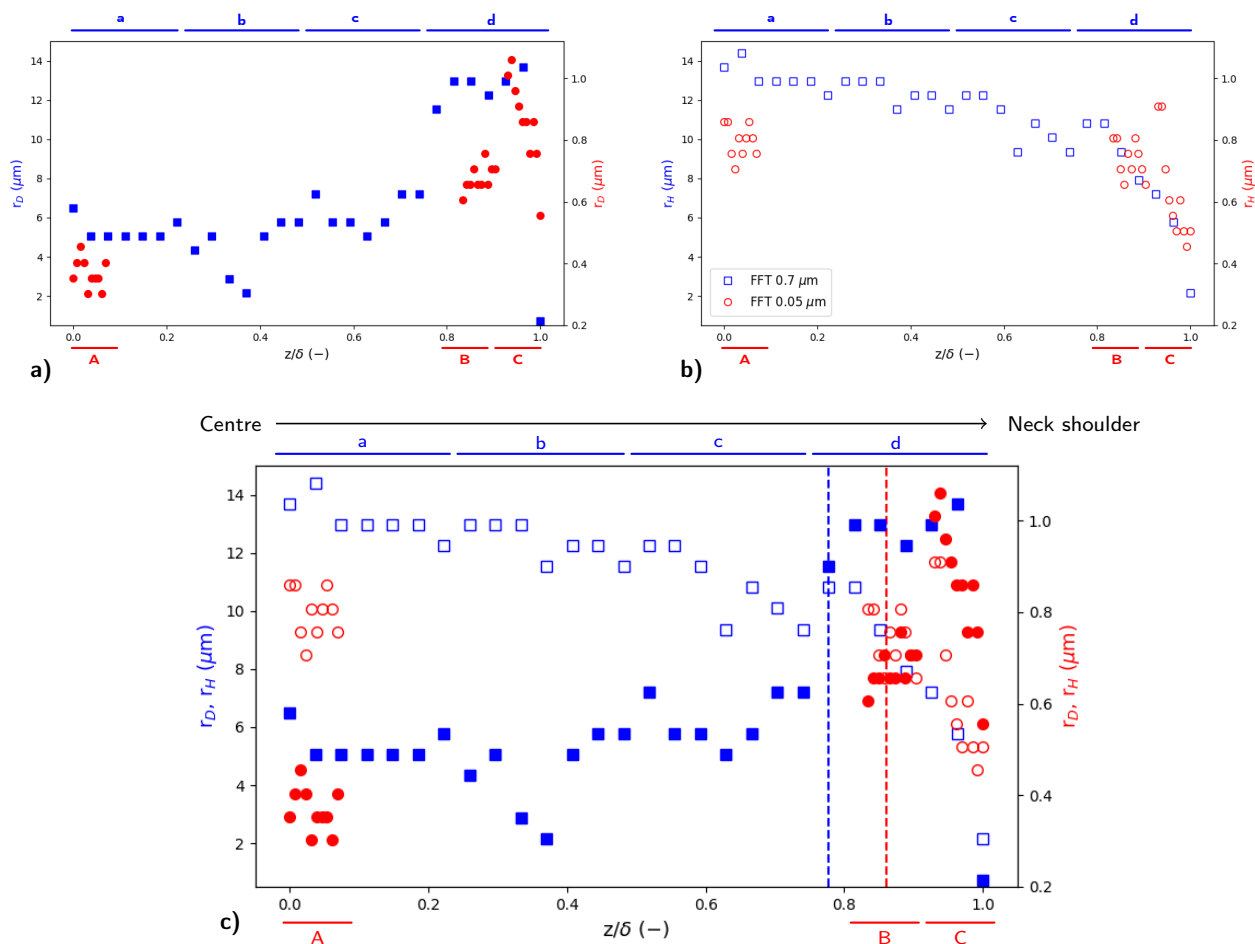 a b c d
a b c d
14
12
10
8
6
4
2
r_D (μm)
1.0
0.8
0.6
0.4
0.2
r_D (μm)
0.0 0.2 0.4 0.6 0.8 1.0
z/δ (−)
A B C
a)
14
12
10
8
6
4
2
r_H (μm)
1.0
0.8
0.6
0.4
0.2
r_H (μm)
FFT 0.7 μm
FFT 0.05 μm
0.0 0.2 0.4 0.6 0.8 1.0
z/δ (−)
A B C
b)
Centre Neck shoulder
a b c d
14
12
10
8
6
4
2
r_D, r_H (μm)
1.0
0.8
0.6
0.4
0.2
r_D, r_H (μm)
0.0 0.2 0.4 0.6 0.8 1.0
z/δ (−)
A B C
c)